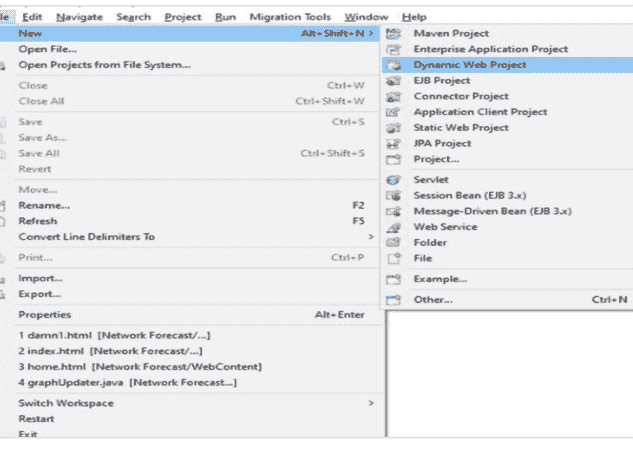 le Edit Navigate Search Project Run Migration Tools Window Help
New Alt+Shift+N >
Open File...
Open Projects from File System...
Close Ctrl+W
Close All Ctrl+Shift+W
Save Ctrl+S
Save As...
Save All Ctrl+Shift+S
Revert
Move...
Rename... F2
Refresh F5
Convert Line Delimiters To >
Print... Ctrl+P
Import...
Export...
Properties Alt+Enter
1 damn1.html [Network Forecast/...]
2 index.html [Network Forecast/...]
3 home.html [Network Forecast/WebContent]
4 graphUpdater.java [Network Forecast...]
Switch Workspace >
Restart
Exit
Maven Project
Enterprise Application Project
Dynamic Web Project
EJB Project
Connector Project
Application Client Project
Static Web Project
JPA Project
Project...
Servlet
Session Bean (EJB 3.x)
Message-Driven Bean (EJB 3.x)
Web Service
Folder
File
Example...
Other... Ctrl+N